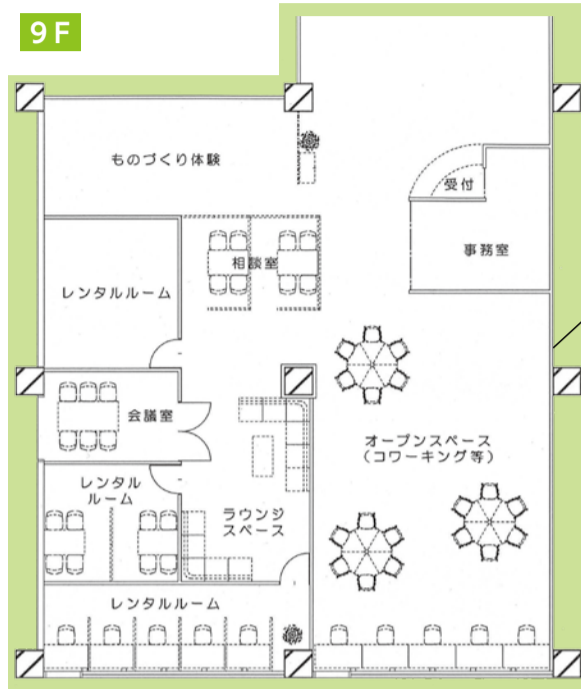 9F
ものづくり体験
受付
事務室
相談室
レンタルルーム
会議室
オープンスペース
(コワーキング等)
レンタル
ルーム
ラウンジ
スペース
レンタルルーム